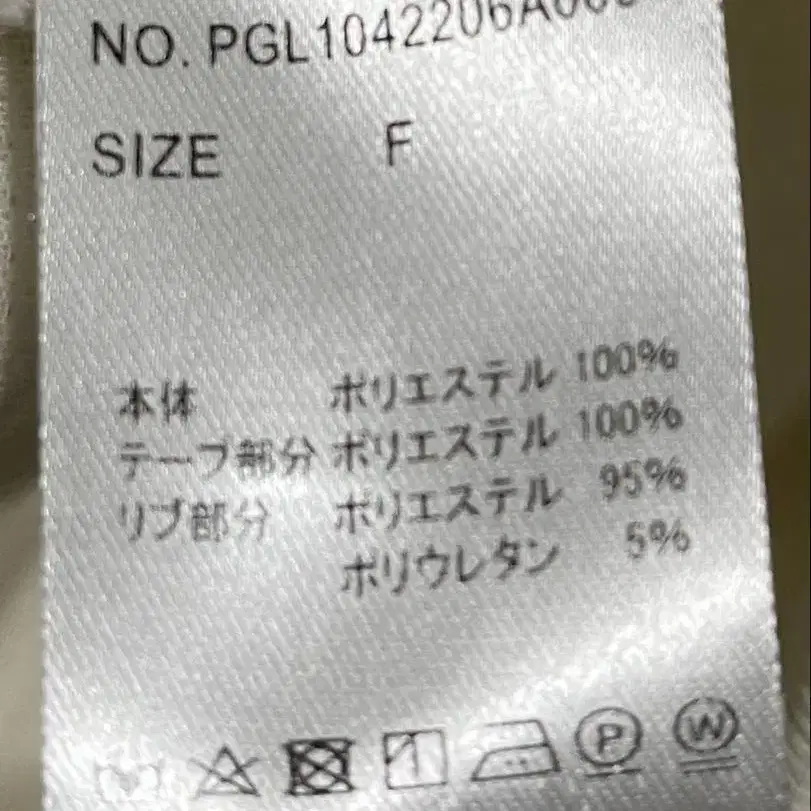 NO. PGL1042206A
SIZE F
本体 ポリエステル 100%
テープ部分 ポリエステル 100%
リブ部分 ポリエステル 95%
ポリウレタン 5%
P W